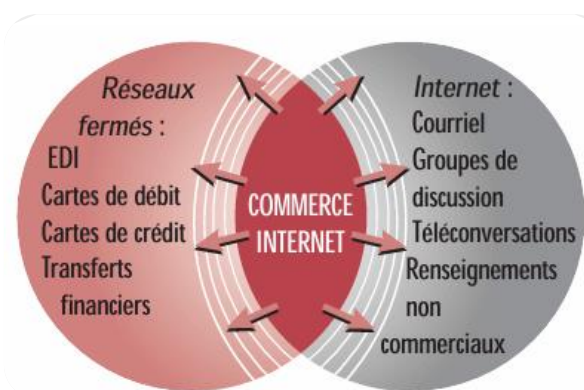 Réseaux
fermés :
EDI
Cartes de débit
Cartes de crédit
Transferts
financiers
COMMERCE
INTERNET
Internet :
Courriel
Groupes de
discussion
Téléconversations
Renseignements
non
commerciaux